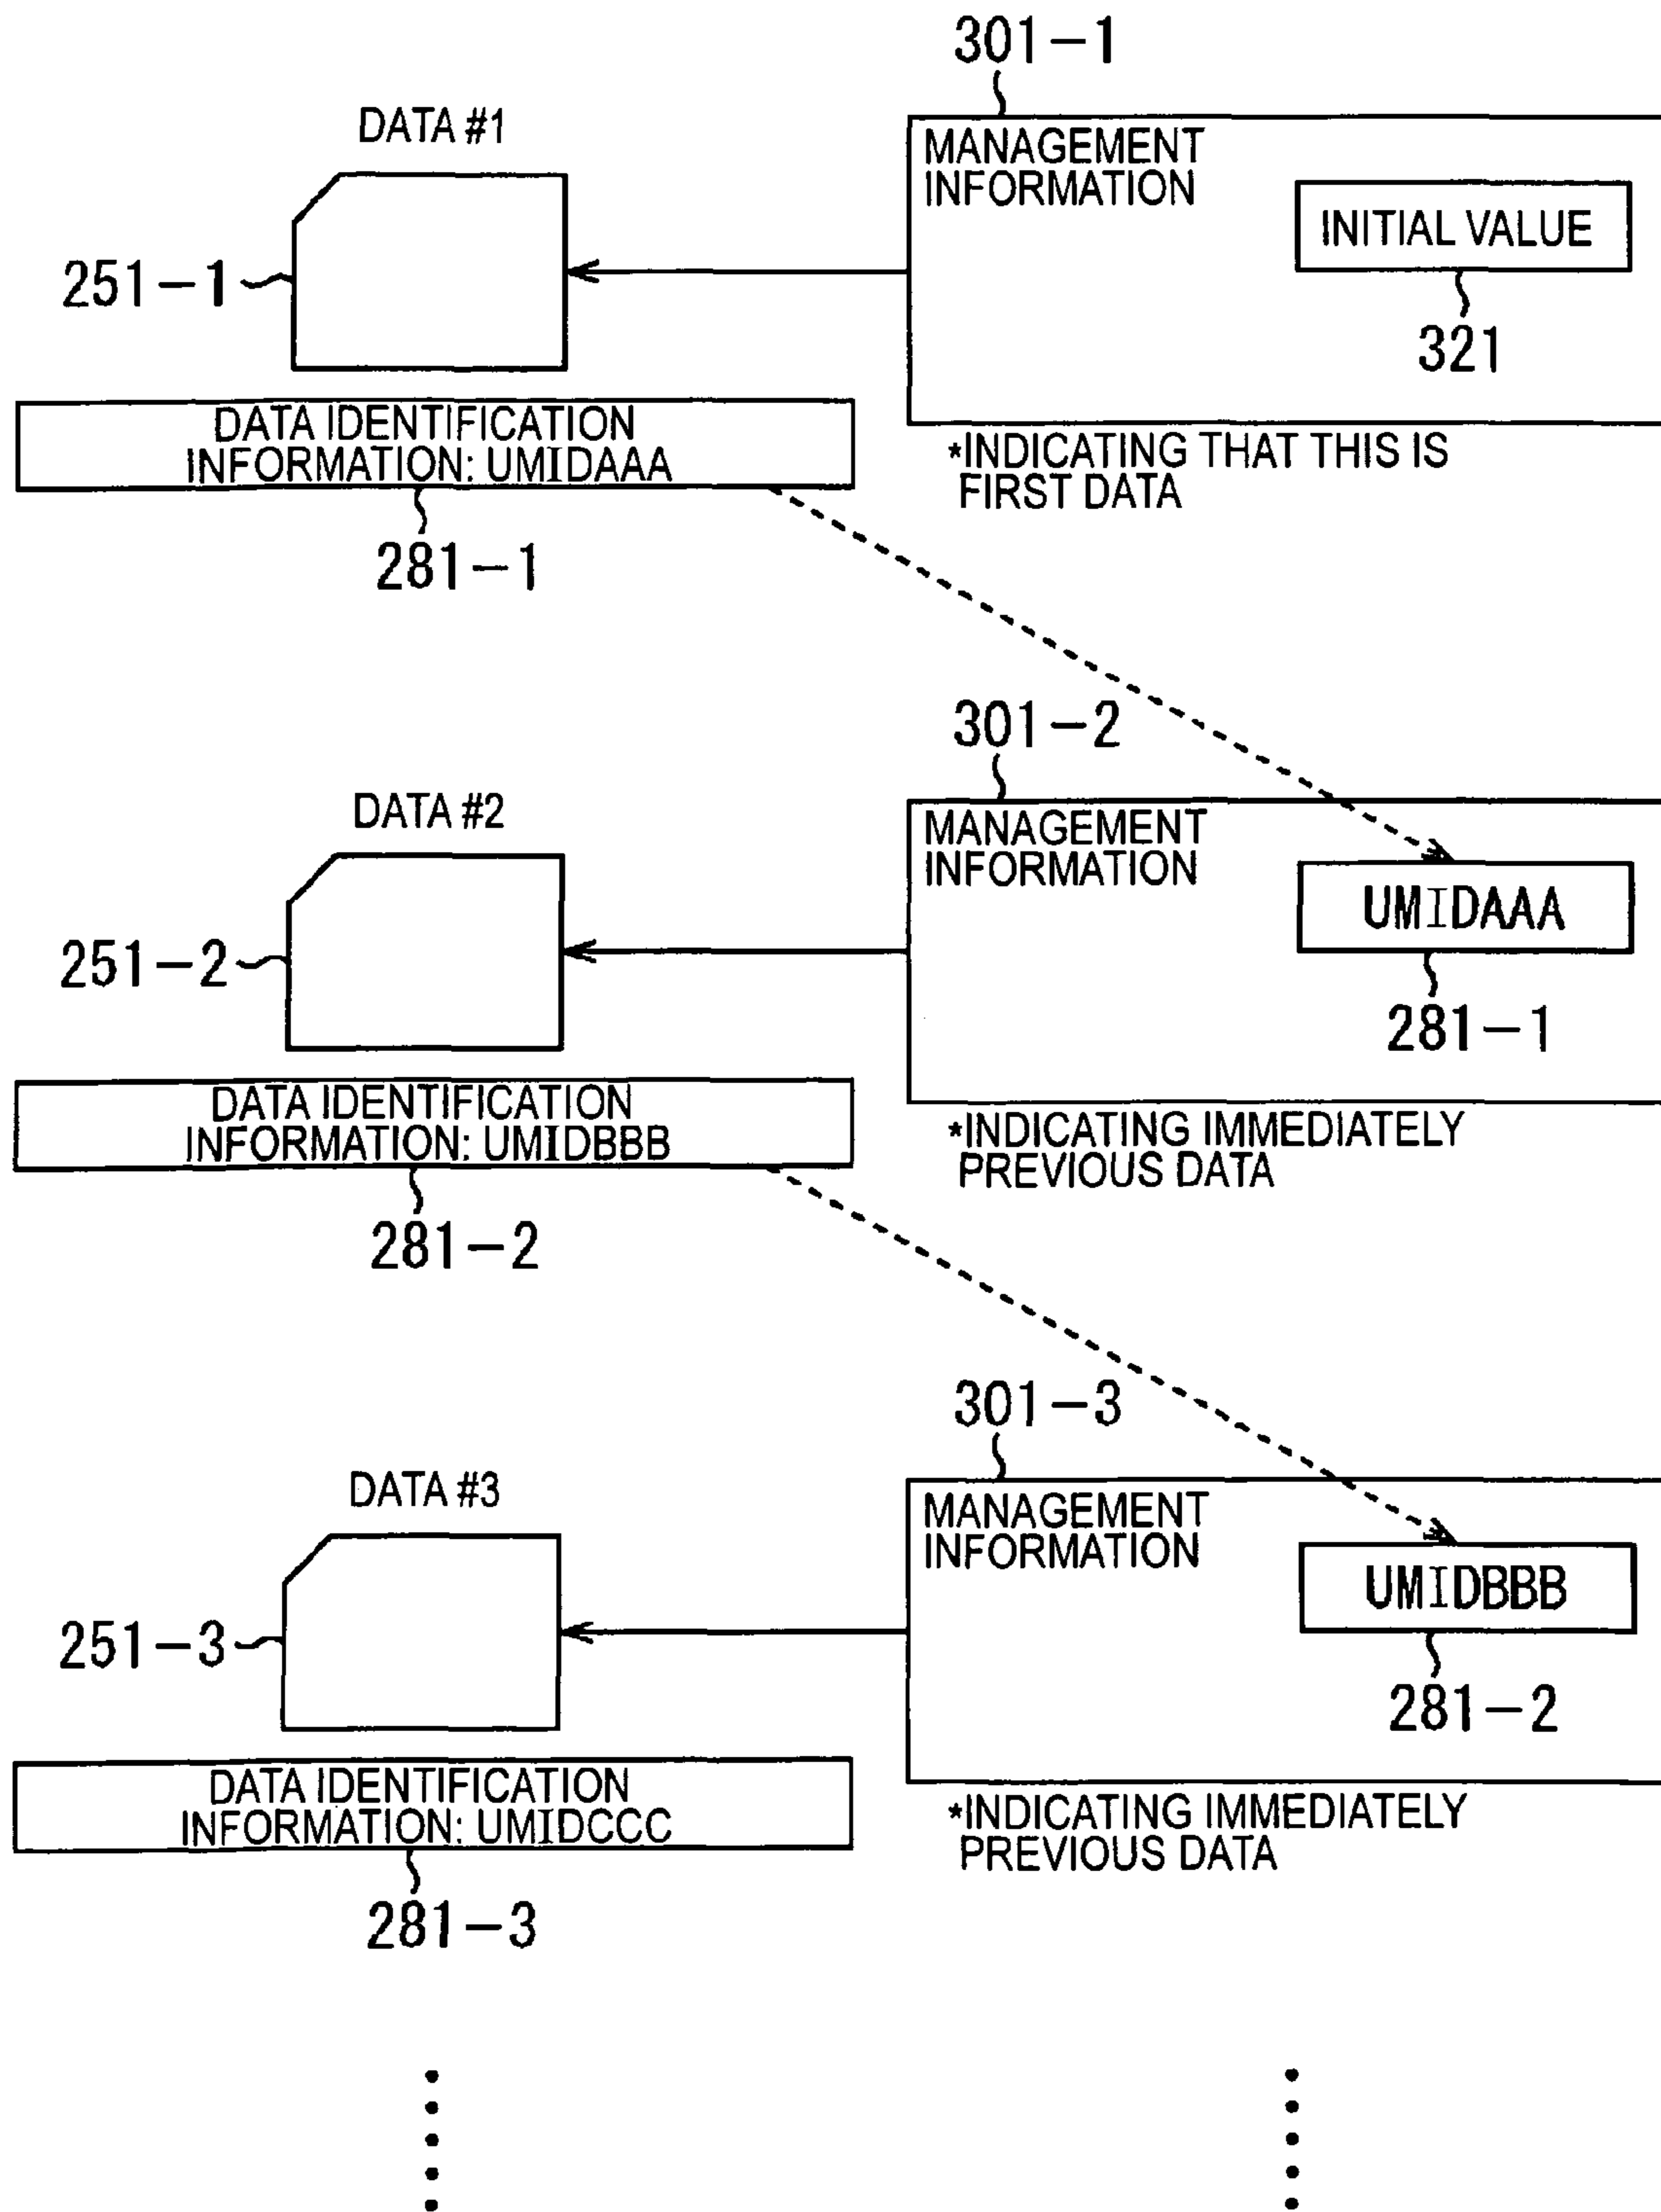 301-1
DATA #1
MANAGEMENT
INFORMATION
INITIAL VALUE
251-1
321
DATA IDENTIFICATION
INFORMATION: UMIDAAA
*INDICATING THAT THIS IS
FIRST DATA
281-1
301-2
DATA #2
MANAGEMENT
INFORMATION
UMIDAAA
251-2
281-1
DATA IDENTIFICATION
INFORMATION: UMIDBBB
*INDICATING IMMEDIATELY
PREVIOUS DATA
281-2
301-3
DATA #3
MANAGEMENT
INFORMATION
UMIDBBB
251-3
281-2
DATA IDENTIFICATION
INFORMATION: UMIDCCC
*INDICATING IMMEDIATELY
PREVIOUS DATA
281-3